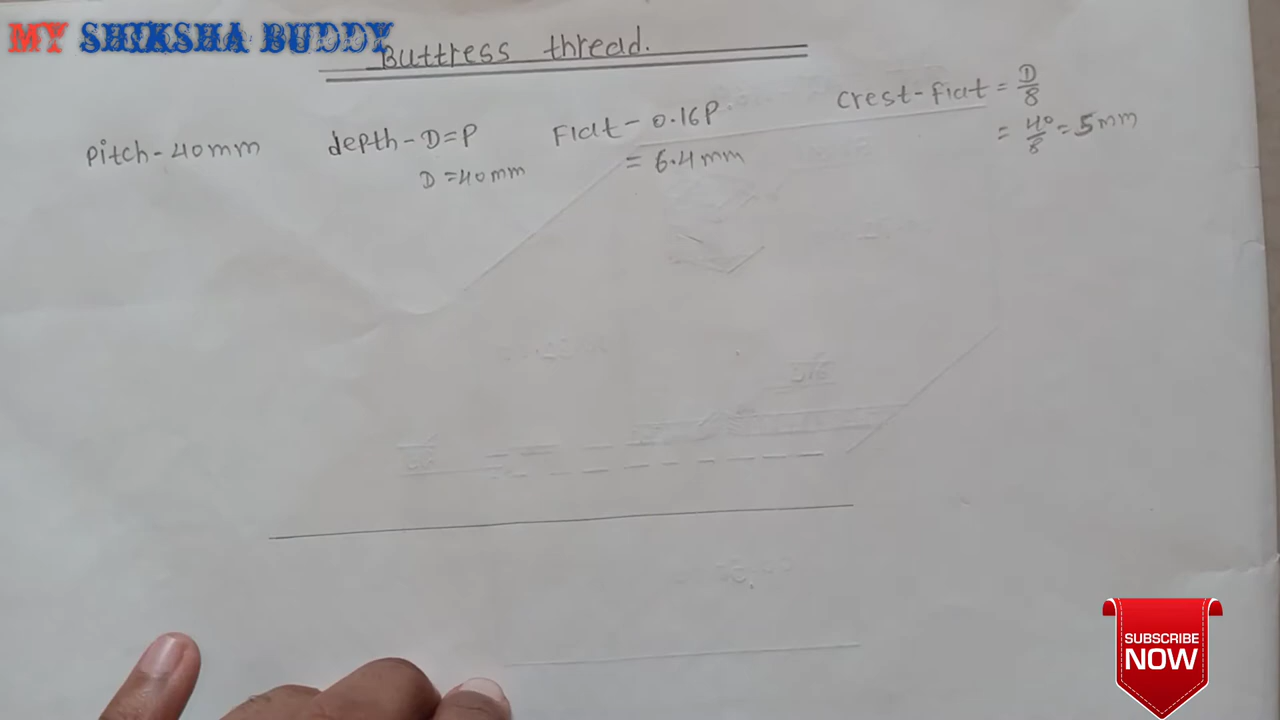 MY SHIKSHA BUDDY
Buttress thread.
Pitch - 40mm
depth - D = P
D = 40mm
Flat - 0.16P
= 6.4mm
Crest - flat = D/8
= 40/8 = 5mm
SUBSCRIBE
NOW